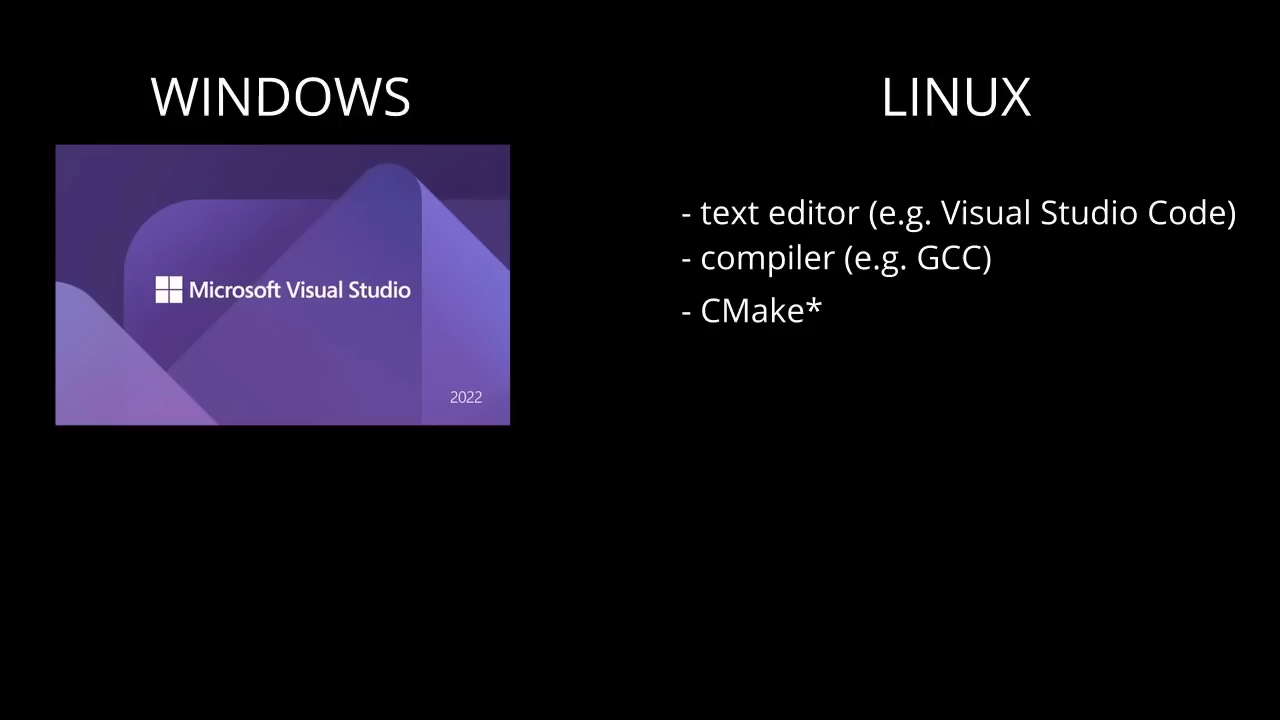 WINDOWS
Microsoft Visual Studio
2022
LINUX
- text editor (e.g. Visual Studio Code)
- compiler (e.g. GCC)
- CMake*